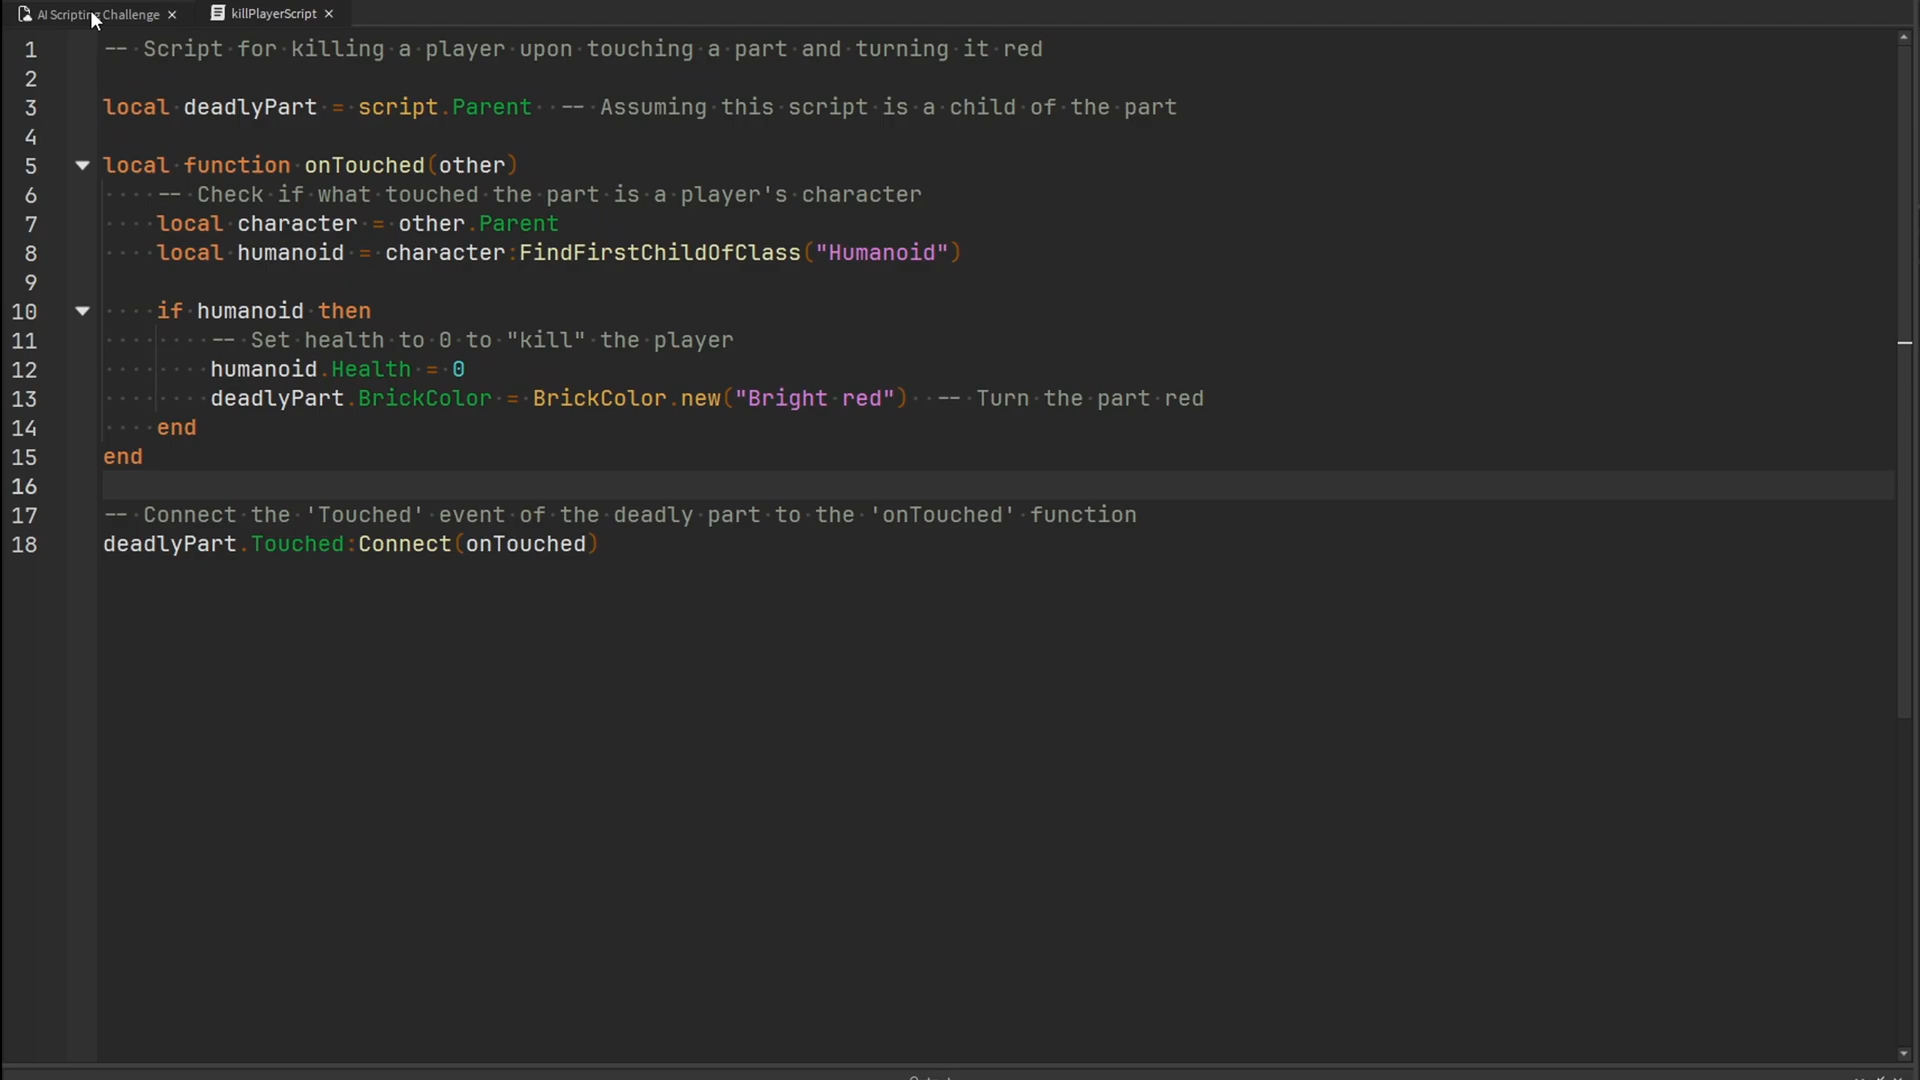 AI Scripting Challenge × killPlayerScript ×
1 -- Script for killing a player upon touching a part and turning it red
2
3 local deadlyPart = script.Parent  -- Assuming this script is a child of the part
4
5 local function onTouched(other)
6     -- Check if what touched the part is a player's character
7     local character = other.Parent
8     local humanoid = character:FindFirstChildOfClass("Humanoid")
9
10     if humanoid then
11         -- Set health to 0 to "kill" the player
12         humanoid.Health = 0
13         deadlyPart.BrickColor = BrickColor.new("Bright red")  -- Turn the part red
14     end
15 end
16
17 -- Connect the 'Touched' event of the deadly part to the 'onTouched' function
18 deadlyPart.Touched:Connect(onTouched)